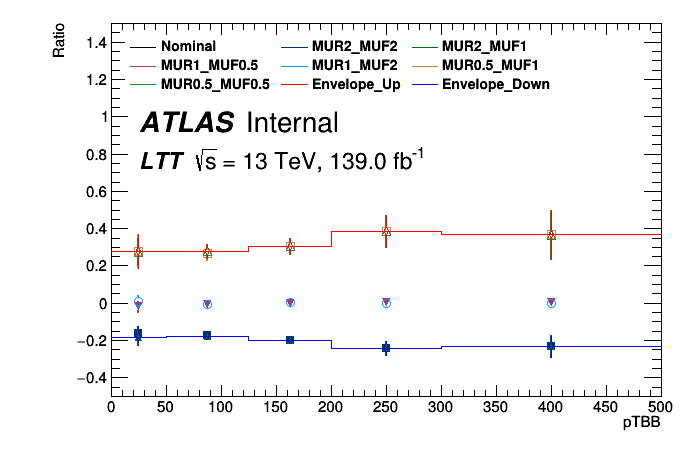 Ratio
1.4
1.2
1
0.8
0.6
0.4
0.2
0
−0.2
−0.4
Nominal MUR2_MUF2 MUR2_MUF1
MUR1_MUF0.5 MUR1_MUF2 MUR0.5_MUF1
MUR0.5_MUF0.5 Envelope_Up Envelope_Down
ATLAS Internal
LTT √s = 13 TeV, 139.0 fb⁻¹
0 50 100 150 200 250 300 350 400 450 500
pTBB